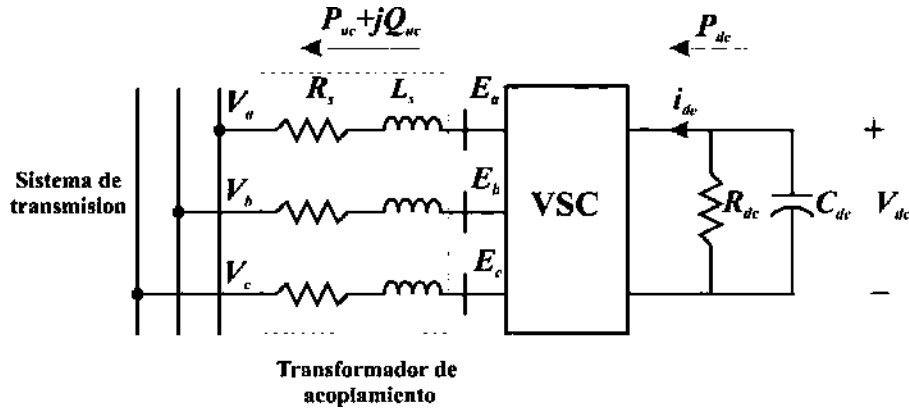 P_ac+jQ_ac
P_dc
V_a
R_s
L_s
E_a
i_dc
+
Sistema de
transmision
V_b
E_b
VSC
R_dc
C_dc
V_dc
V_c
E_c
−
Transformador de
acoplamiento